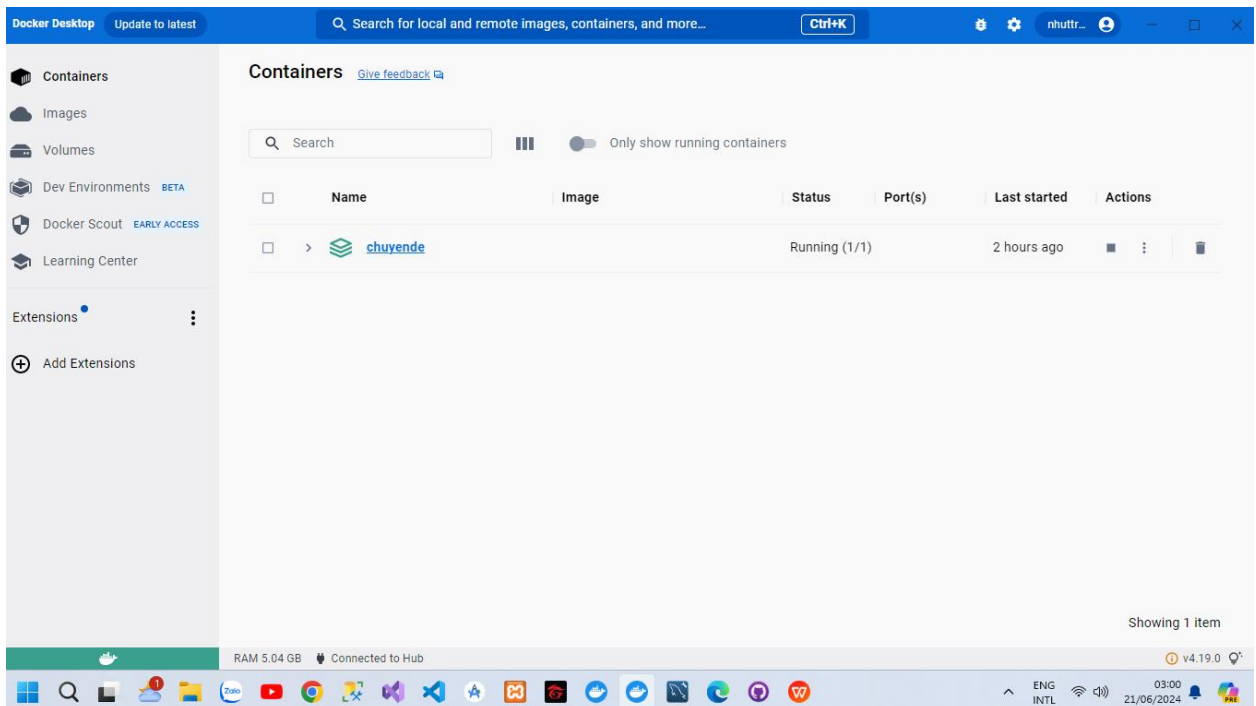 Docker Desktop Update to latest Search for local and remote images, containers, and more... Ctrl+K nhuttr...
Containers
Images
Volumes
Dev Environments BETA
Docker Scout EARLY ACCESS
Learning Center
Extensions
Add Extensions
Containers Give feedback
Search Only show running containers
Name Image Status Port(s) Last started Actions
chuyende Running (1/1) 2 hours ago
Showing 1 item
RAM 5.04 GB Connected to Hub v4.19.0
1 Zalo PRE
ENG 03:00
INTL 21/06/2024